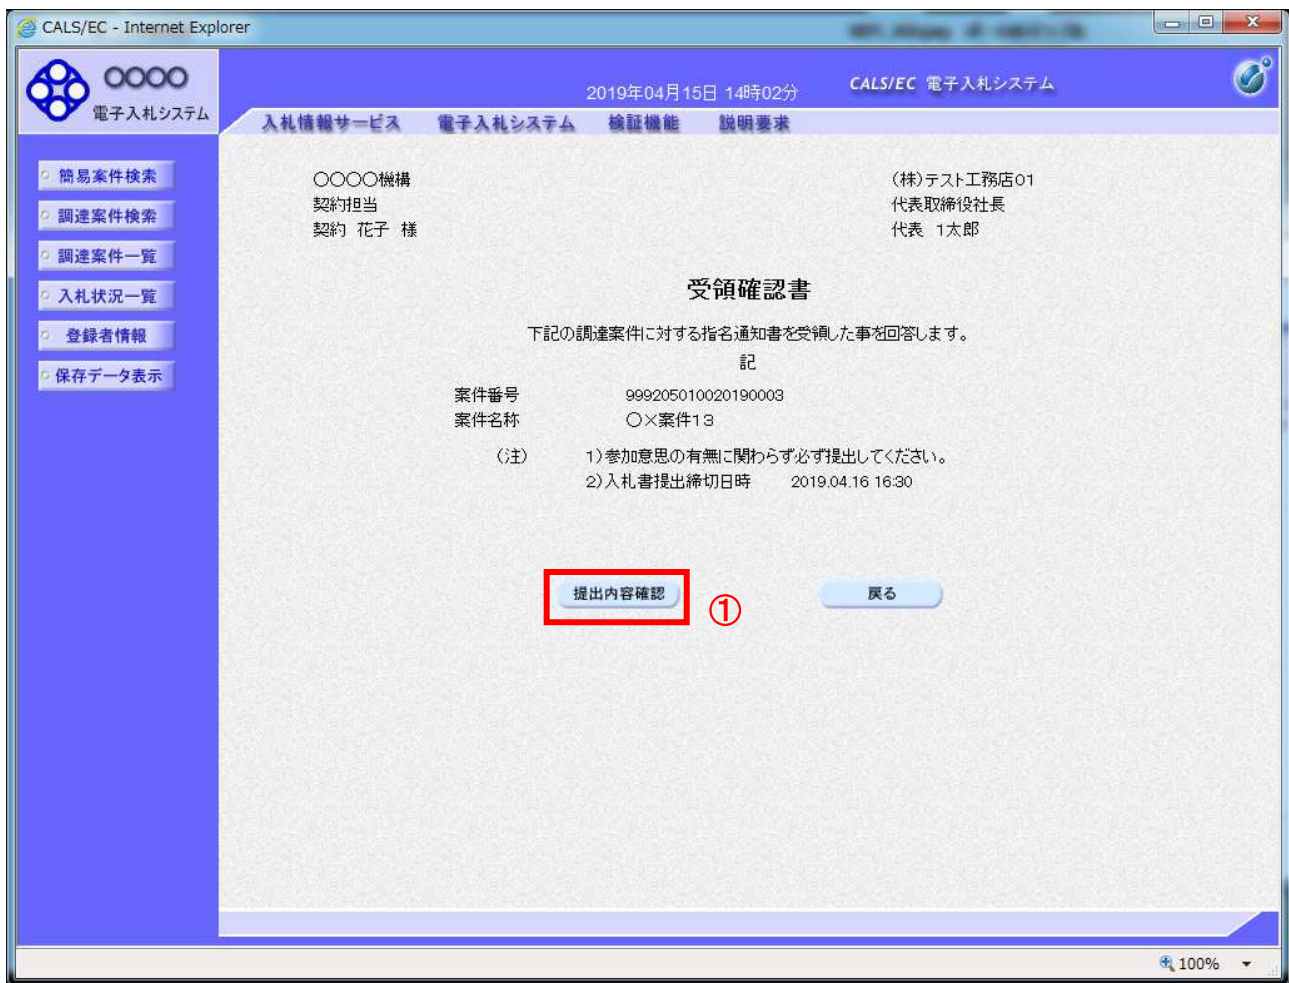 CALS/EC - Internet Explorer
OOOO
電子入札システム
2019年04月15日 14時02分
CALS/EC 電子入札システム
入札情報サービス 電子入札システム 検証機能 説明要求
簡易案件検索
調達案件検索
調達案件一覧
入札状況一覧
登録者情報
保存データ表示
〇〇〇〇機構
契約担当
契約 花子 様
(株)テスト工務店01
代表取締役社長
代表 1太郎
受領確認書
下記の調達案件に対する指名通知書を受領した事を回答します。
記
案件番号 999205010020190003
案件名称 〇×案件13
(注) 1)参加意思の有無に関わらず必ず提出してください。
2)入札書提出締切日時 2019.04.16 16:30
提出内容確認
①
戻る
100%